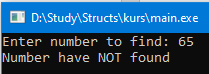 D:\Study\Structs\kurs\main.exe
Enter number to find: 65
Number have NOT found